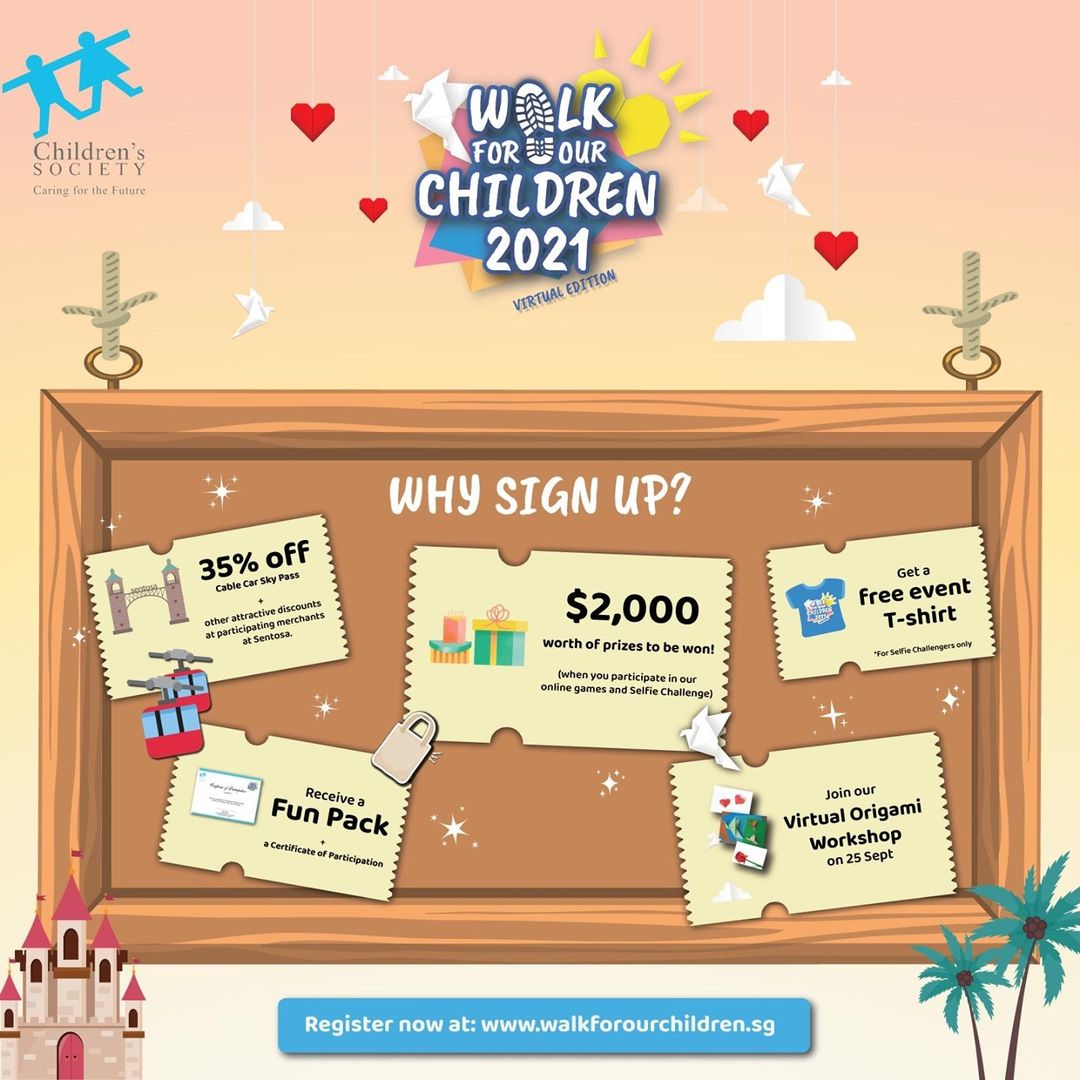 Children's
SOCIETY
Caring for the Future
WALK
FOR OUR
CHILDREN
2021
VIRTUAL EDITION
WHY SIGN UP?
sentosa
35% off
Cable Car Sky Pass
+
other attractive discounts
at participating merchants
at Sentosa.
$2,000
worth of prizes to be won!
(when you participate in our
online games and Selfie Challenge)
Get a
free event
T-shirt
*For Selfie Challengers only
Receive a
Fun Pack
+
a Certificate of Participation
Certificate of Participation
Join our
Virtual Origami
Workshop
on 25 Sept
Register now at: www.walkforourchildren.sg